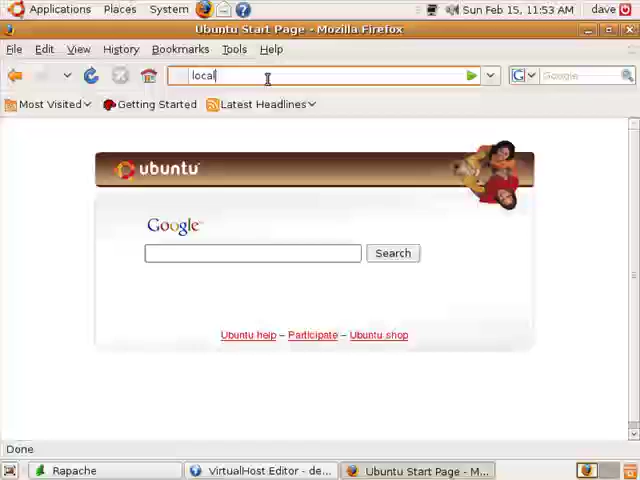 Applications Places System Sun Feb 15, 11:53 AM dave
Ubuntu Start Page - Mozilla Firefox
File Edit View History Bookmarks Tools Help
local Google
Most Visited Getting Started Latest Headlines
ubuntu
Google
Search
Ubuntu help – Participate – Ubuntu shop
Done
Rapache VirtualHost Editor - de... Ubuntu Start Page - M...